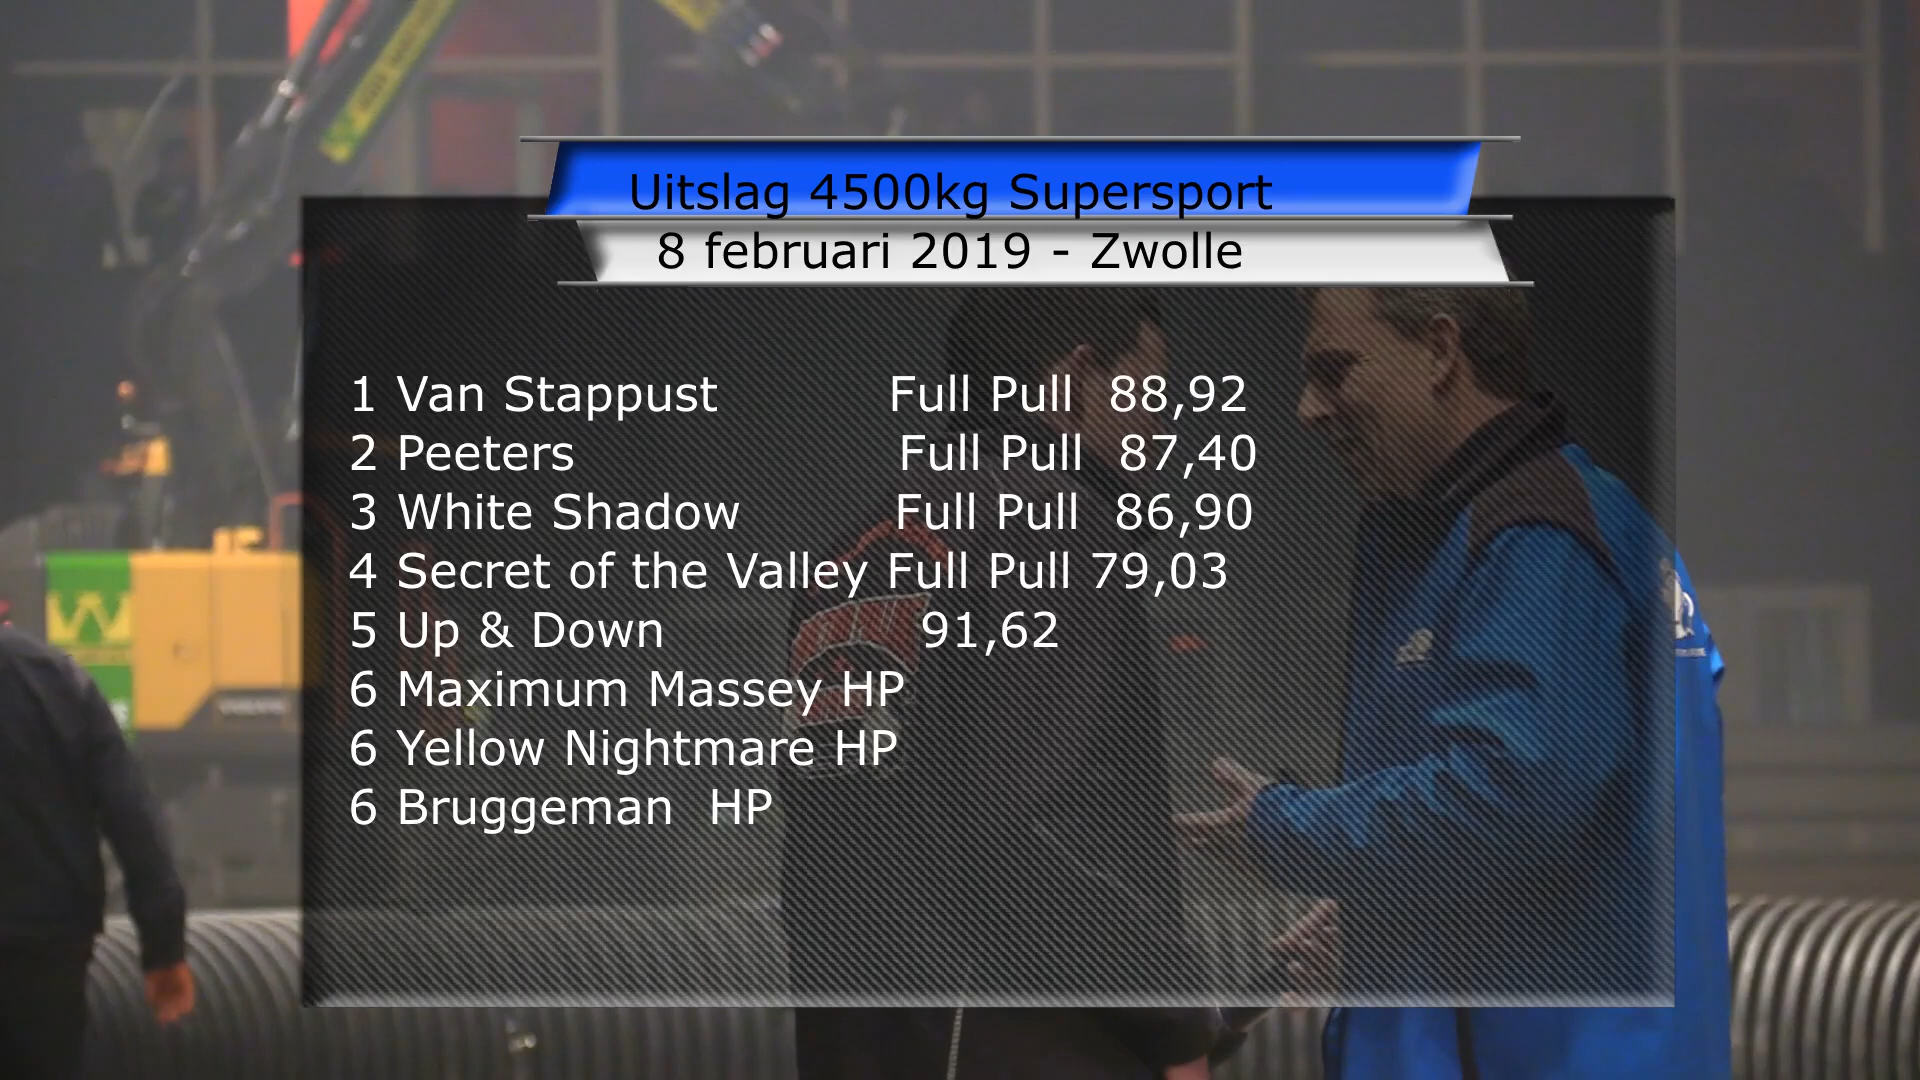 Uitslag 4500kg Supersport
8 februari 2019 - Zwolle
1 Van Stappust Full Pull 88,92
2 Peeters Full Pull 87,40
3 White Shadow Full Pull 86,90
4 Secret of the Valley Full Pull 79,03
5 Up & Down 91,62
6 Maximum Massey HP
6 Yellow Nightmare HP
6 Bruggeman HP